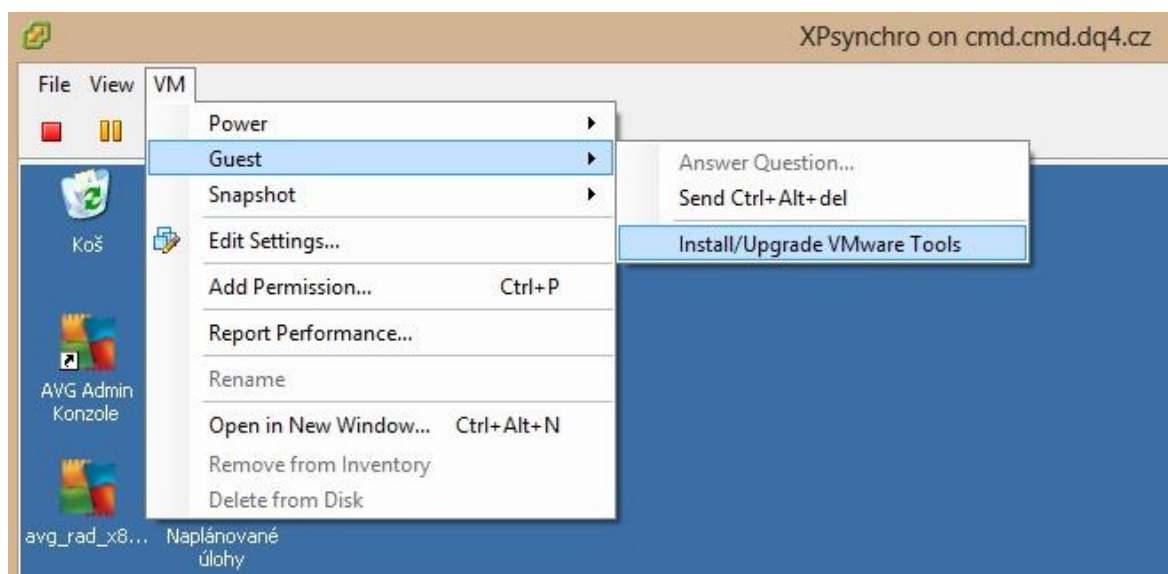 XPsynchro on cmd.cmd.dq4.cz
File View VM
Power
Guest
Snapshot
Edit Settings...
Add Permission... Ctrl+P
Report Performance...
Rename
Open in New Window... Ctrl+Alt+N
Remove from Inventory
Delete from Disk
Answer Question...
Send Ctrl+Alt+del
Install/Upgrade VMware Tools
Koš
AVG Admin
Konzole
avg_rad_x8...
Naplánované
úlohy